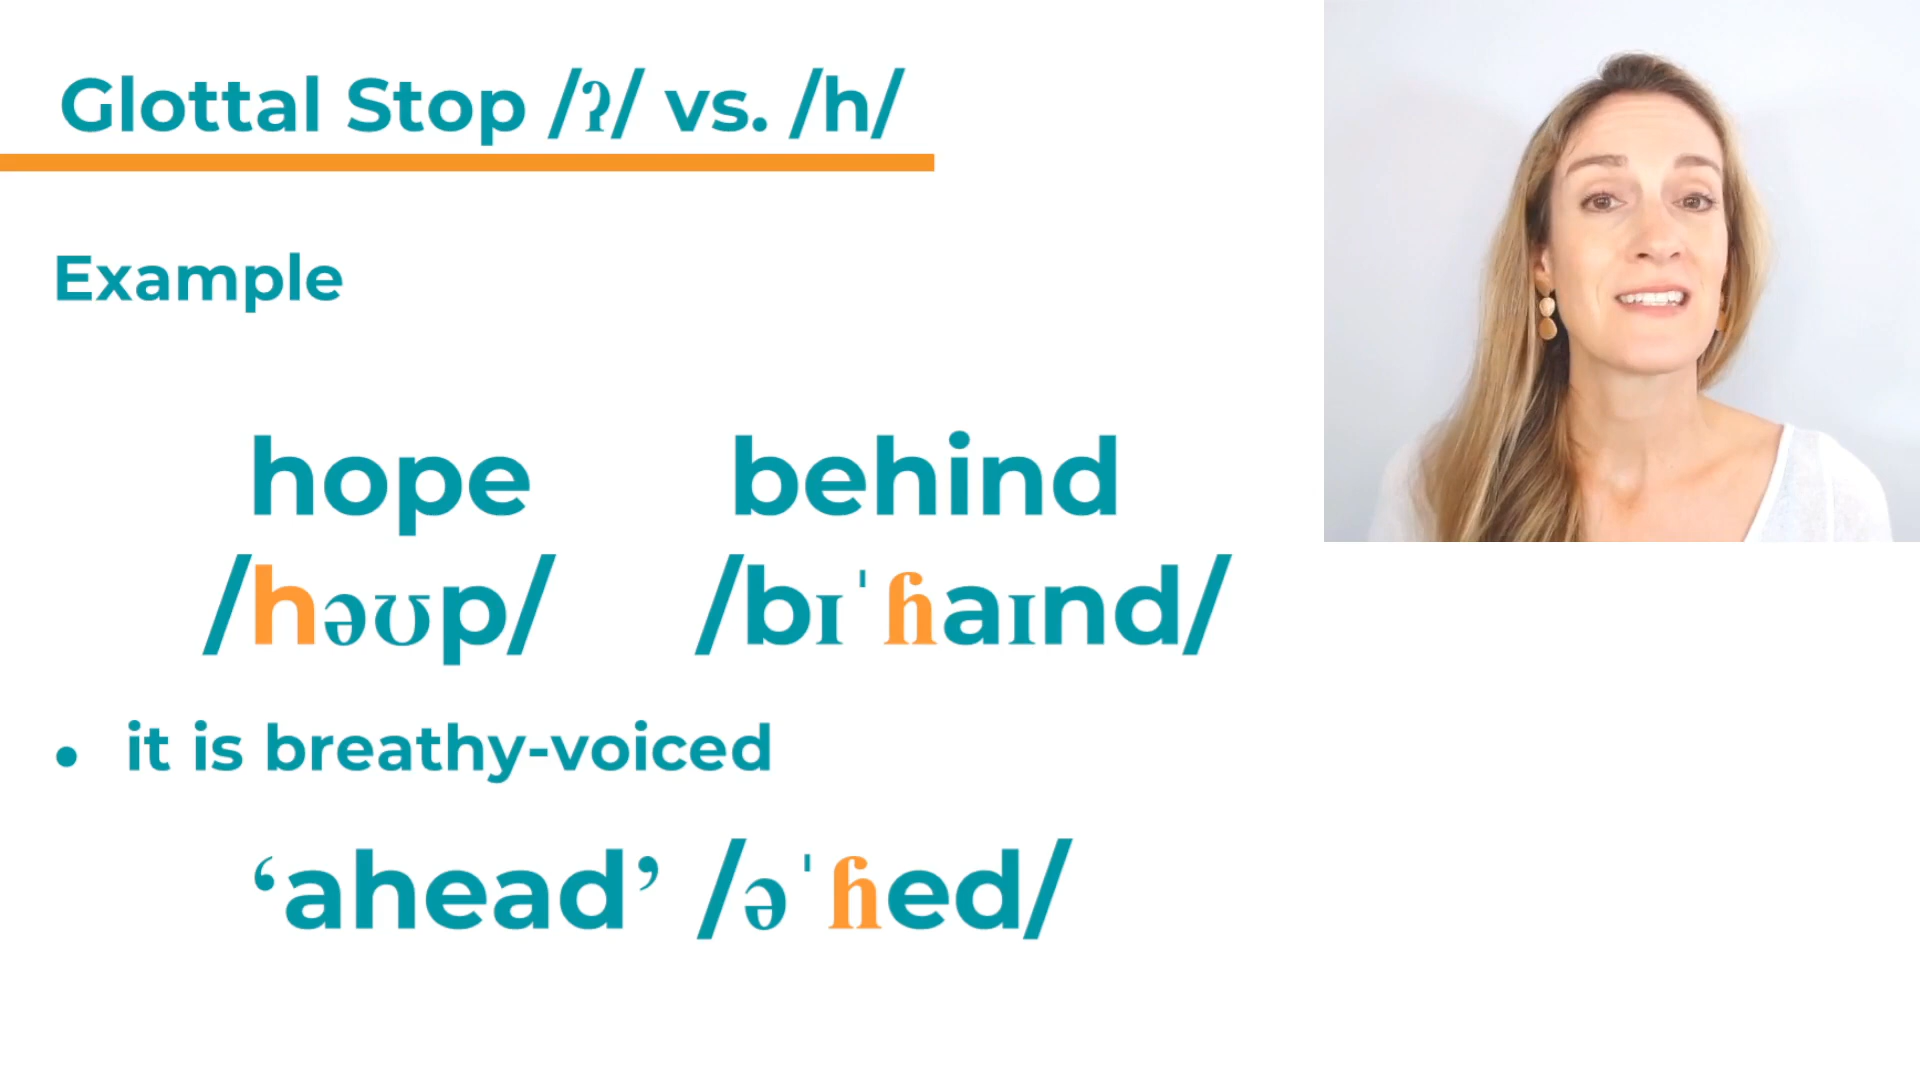 Glottal Stop /ʔ/ vs. /h/
Example
hope behind
/həʊp/ /bɪˈɦaɪnd/
• it is breathy-voiced
‘ahead’ /əˈɦed/